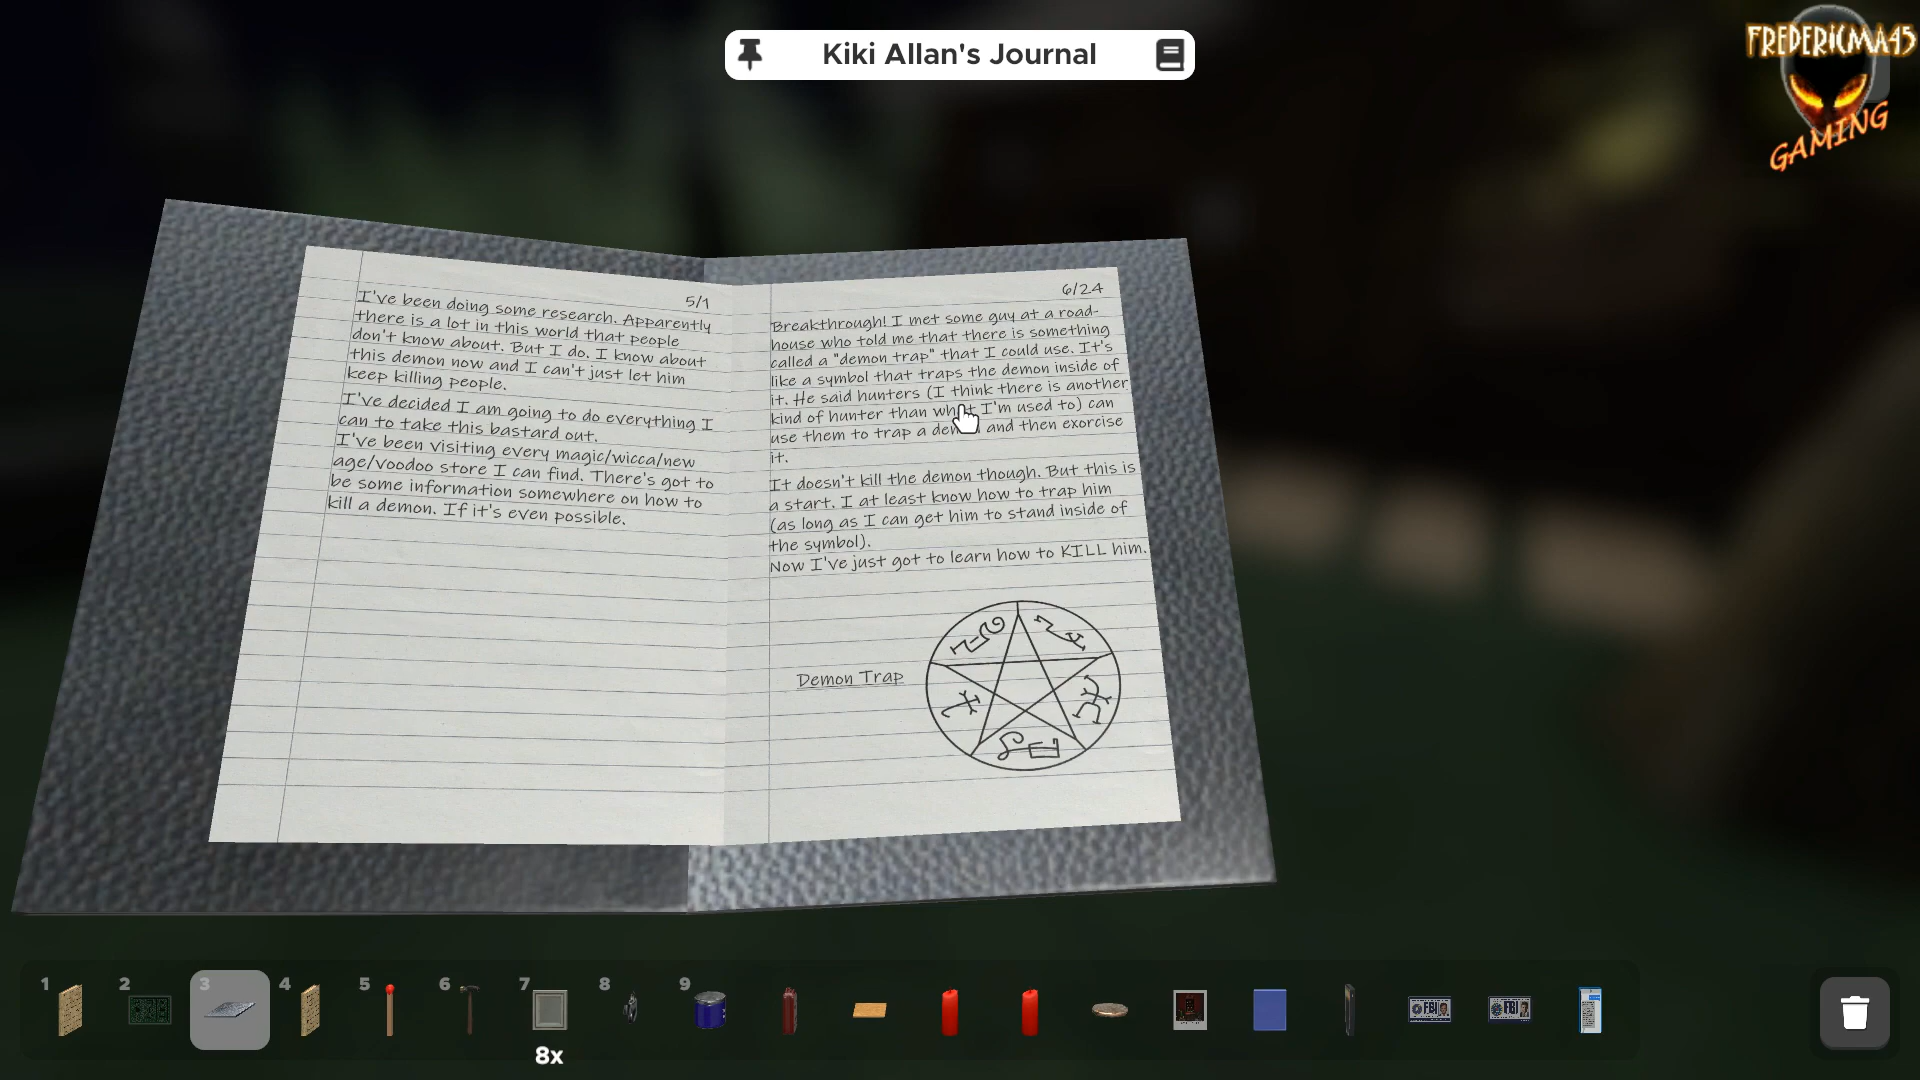 Kiki Allan's Journal
FREDERICMA45
GAMING
5/1
I've been doing some research. Apparently
there is a lot in this world that people
don't know about. But I do. I know about
this demon now and I can't just let him
keep killing people.
I've decided I am going to do everything I
can to take this bastard out.
I've been visiting every magic/wicca/new
age/voodoo store I can find. There's got to
be some information somewhere on how to
kill a demon. If it's even possible.
6/24
Breakthrough! I met some guy at a road-
house who told me that there is something
called a "demon trap" that I could use. It's
like a symbol that traps the demon inside of
it. He said hunters (I think there is another
kind of hunter than what I'm used to) can
use them to trap a demon and then exorcise
it.
It doesn't kill the demon though. But this is
a start. I at least know how to trap him
(as long as I can get him to stand inside of
the symbol).
Now I've just got to learn how to KILL him.
Demon Trap
1 2 3 4 5 6 7 8 9
FBI FBI
8x